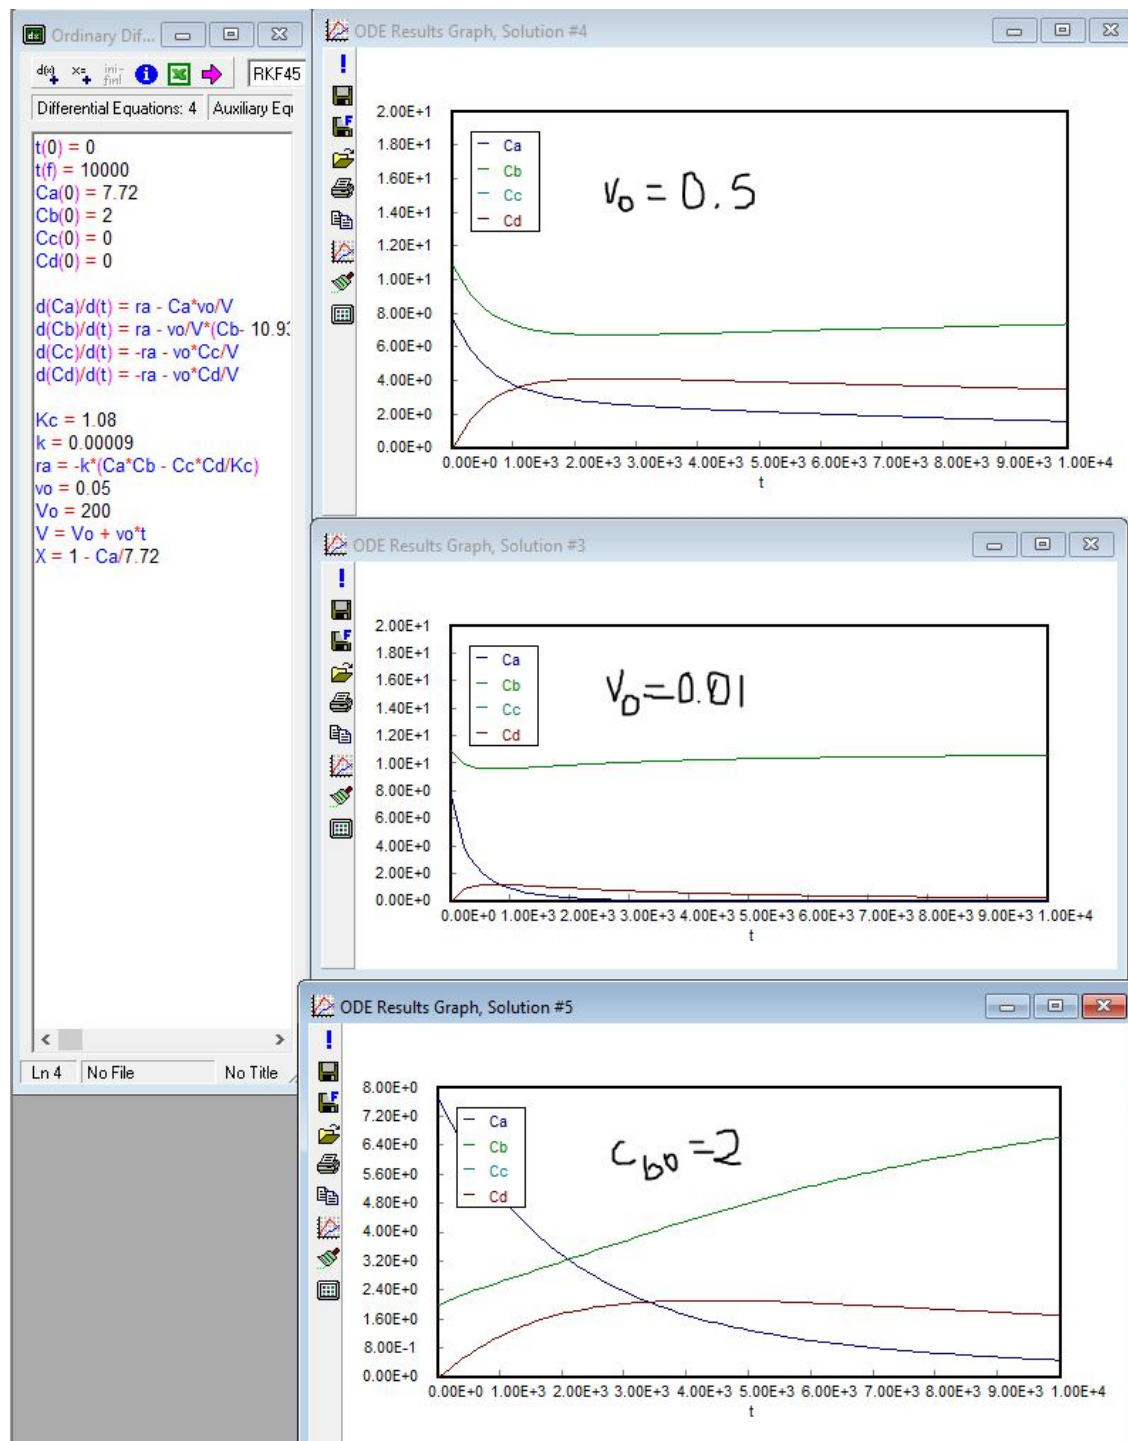 Ordinary Dif...
d(x) x= ini- finl RKF45
Differential Equations: 4 Auxiliary Equ
t(0) = 0
t(f) = 10000
Ca(0) = 7.72
Cb(0) = 2
Cc(0) = 0
Cd(0) = 0
d(Ca)/d(t) = ra - Ca*vo/V
d(Cb)/d(t) = ra - vo/V*(Cb- 10.93
d(Cc)/d(t) = -ra - vo*Cc/V
d(Cd)/d(t) = -ra - vo*Cd/V
Kc = 1.08
k = 0.00009
ra = -k*(Ca*Cb - Cc*Cd/Kc)
vo = 0.05
Vo = 200
V = Vo + vo*t
X = 1 - Ca/7.72
Ln 4 No File No Title
ODE Results Graph, Solution #4
2.00E+1
1.80E+1
1.60E+1
1.40E+1
1.20E+1
1.00E+1
8.00E+0
6.00E+0
4.00E+0
2.00E+0
0.00E+0
Ca
Cb
Cc
Cd
v0 = 0.5
0.00E+0 1.00E+3 2.00E+3 3.00E+3 4.00E+3 5.00E+3 6.00E+3 7.00E+3 8.00E+3 9.00E+3 1.00E+4
t
ODE Results Graph, Solution #3
2.00E+1
1.80E+1
1.60E+1
1.40E+1
1.20E+1
1.00E+1
8.00E+0
6.00E+0
4.00E+0
2.00E+0
0.00E+0
Ca
Cb
Cc
Cd
V0=0.01
0.00E+0 1.00E+3 2.00E+3 3.00E+3 4.00E+3 5.00E+3 6.00E+3 7.00E+3 8.00E+3 9.00E+3 1.00E+4
t
ODE Results Graph, Solution #5
8.00E+0
7.20E+0
6.40E+0
5.60E+0
4.80E+0
4.00E+0
3.20E+0
2.40E+0
1.60E+0
8.00E-1
0.00E+0
Ca
Cb
Cc
Cd
cb0=2
0.00E+0 1.00E+3 2.00E+3 3.00E+3 4.00E+3 5.00E+3 6.00E+3 7.00E+3 8.00E+3 9.00E+3 1.00E+4
t